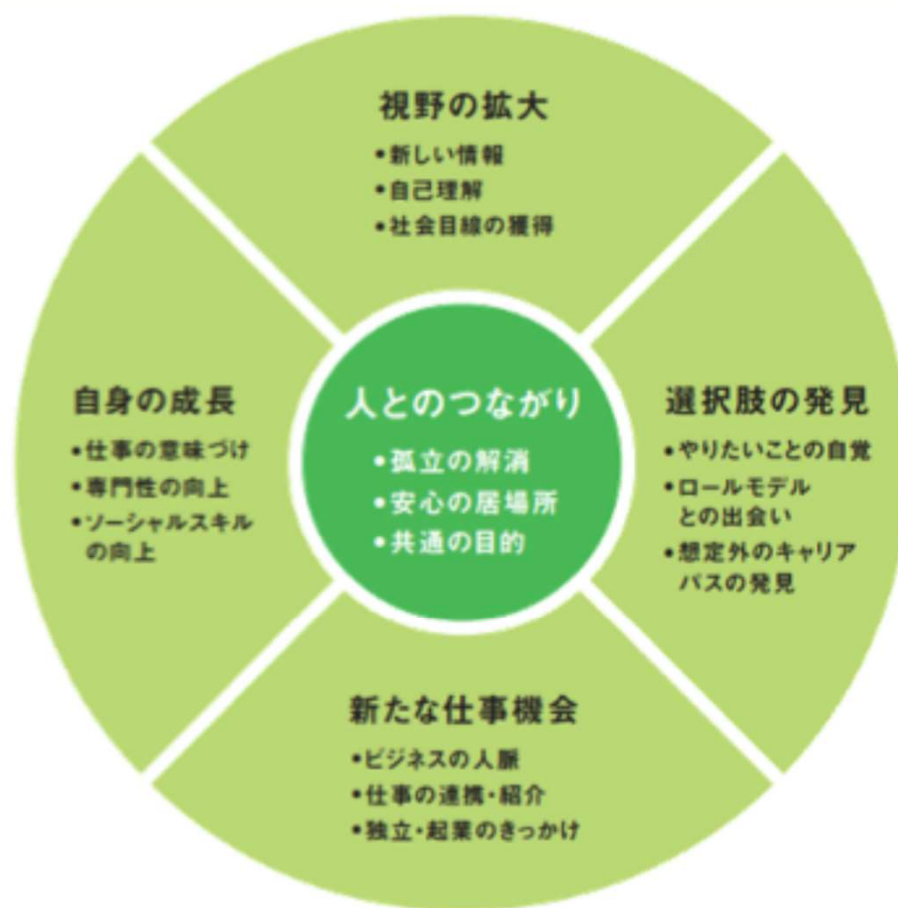 視野の拡大
•新しい情報
•自己理解
•社会目線の獲得
自身の成長
•仕事の意味づけ
•専門性の向上
•ソーシャルスキル
の向上
人とのつながり
•孤立の解消
•安心の居場所
•共通の目的
選択肢の発見
•やりたいことの自覚
•ロールモデル
との出会い
•想定外のキャリア
パスの発見
新たな仕事機会
•ビジネスの人脈
•仕事の連携・紹介
•独立・起業のきっかけ